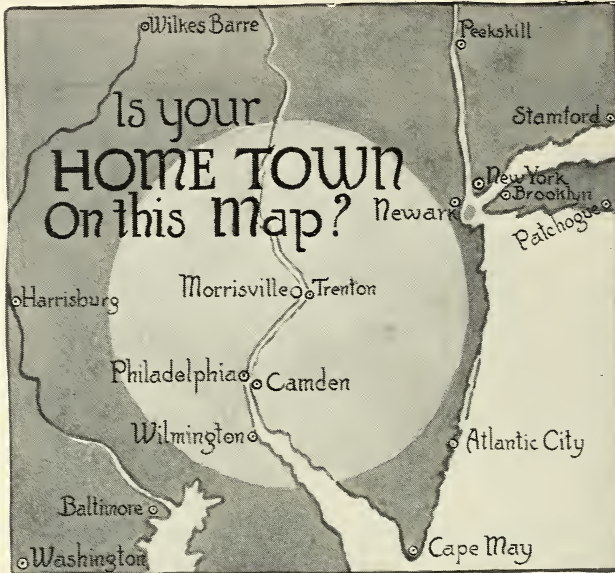 Wilkes Barre
Peekskill
Is your
HOME TOWN
On this Map?
Stamford
New York
Brooklyn
Newark
Patchogue
Harrisburg
Morrisville
Trenton
Philadelphia
Camden
Wilmington
Atlantic City
Baltimore
Cape May
Washington